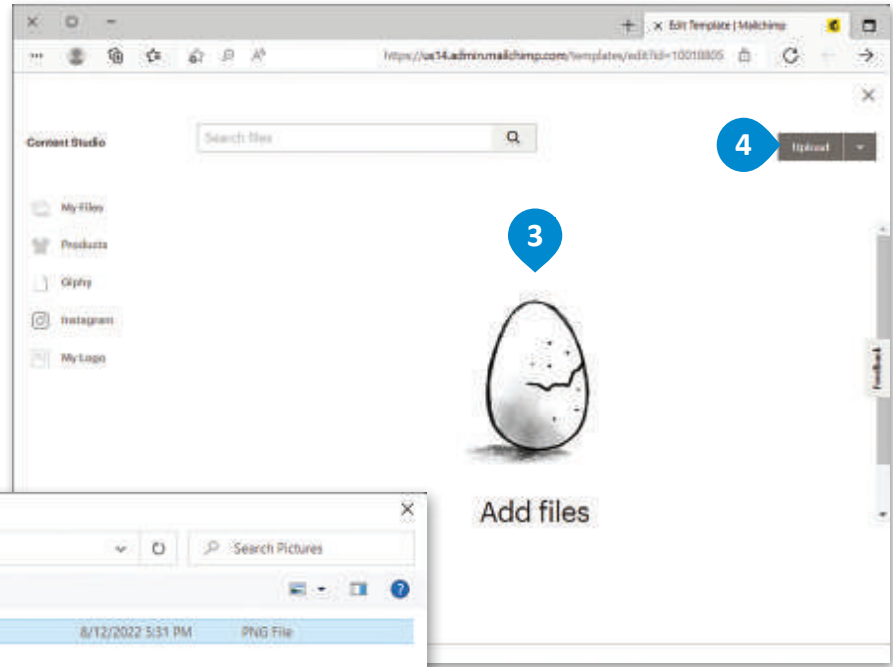 Edit Template | Mailchimp
https://us14.admin.mailchimp.com/templates/edit?id=10018805
Content Studio
Search files
4
Upload
My Files
Products
Giphy
Instagram
My Logo
3
Feedback
Add files
Search Pictures
8/12/2022 5:31 PM PNG File